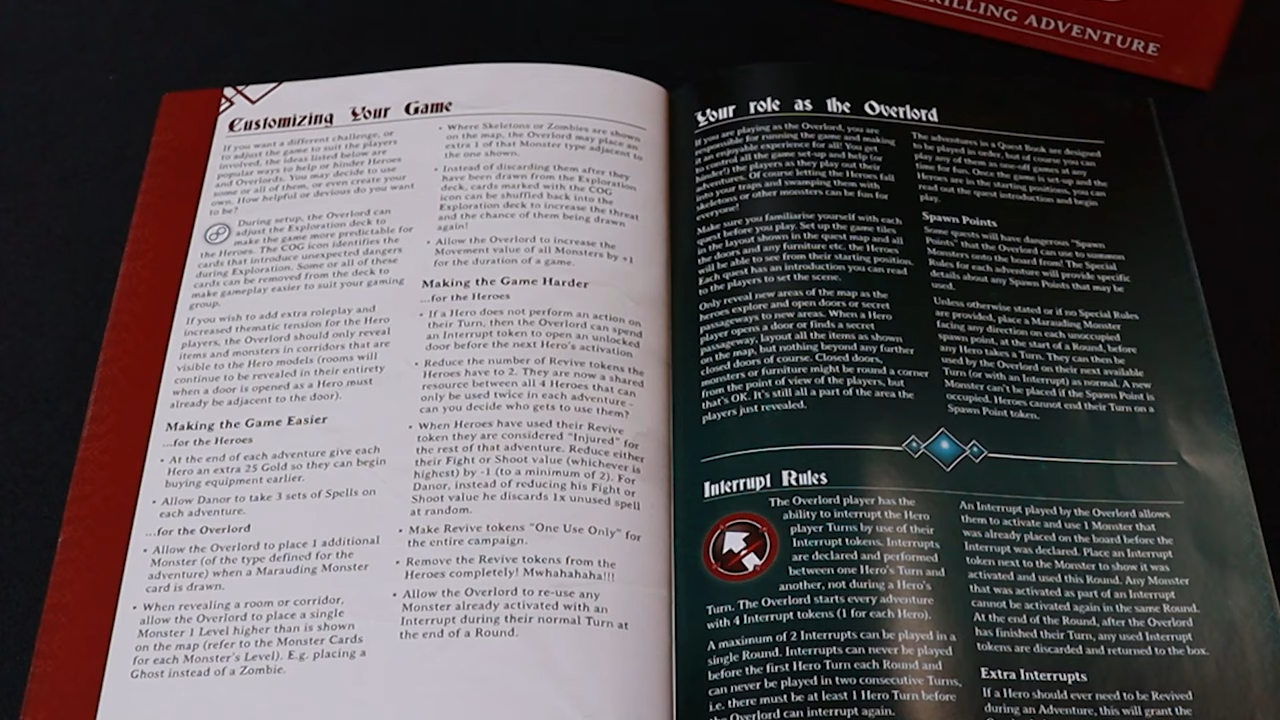 RILLING ADVENTURE
Customizing Your Game
If you want a different challenge, or
to adjust the game to suit the players
involved, the ideas listed below are
popular ways to help or hinder Heroes
and Overlords. You may decide to use
some or all of them, or even create your
own. How helpful or devious do you want
to be?
During setup, the Overlord can
adjust the Exploration deck to
make the game more predictable for
the Heroes. The COG icon identifies the
cards that introduce unexpected dangers
during Exploration. Some or all of these
cards can be removed from the deck to
make gameplay easier to suit your gaming
group.
If you wish to add extra roleplay and
increased thematic tension for the Hero
players, the Overlord should only reveal
items and monsters in corridors that are
visible to the Hero models (rooms will
continue to be revealed in their entirety
when a door is opened as a Hero must
already be adjacent to the door).
Making the Game Easier
...for the Heroes
• At the end of each adventure give each
Hero an extra 25 Gold so they can begin
buying equipment earlier.
• Allow Danor to take 3 sets of Spells on
each adventure.
...for the Overlord
• Allow the Overlord to place 1 additional
Monster (of the type defined for the
adventure) when a Marauding Monster
card is drawn.
• When revealing a room or corridor,
allow the Overlord to place a single
Monster 1 Level higher than is shown
on the map (refer to the Monster Cards
for each Monster's Level). E.g. placing a
Ghost instead of a Zombie.
• Where Skeletons or Zombies are shown
on the map, the Overlord may place an
extra 1 of that Monster type adjacent to
the one shown.
• Instead of discarding them after they
have been drawn from the Exploration
deck, cards marked with the COG
icon can be shuffled back into the
Exploration deck to increase the threat
and the chance of them being drawn
again!
• Allow the Overlord to increase the
Movement value of all Monsters by +1
for the duration of a game.
Making the Game Harder
...for the Heroes
• If a Hero does not perform an action on
their Turn, then the Overlord can spend
an Interrupt token to open an unlocked
door before the next Hero's activation
• Reduce the number of Revive tokens the
Heroes have to 2. They are now a shared
resource between all 4 Heroes that can
only be used twice in each adventure -
can you decide who gets to use them?
• When Heroes have used their Revive
token they are considered "Injured" for
the rest of that adventure. Reduce either
their Fight or Shoot value (whichever is
highest) by -1 (to a minimum of 2). For
Danor, instead of reducing his Fight or
Shoot value he discards 1x unused spell
at random.
• Make Revive tokens "One Use Only" for
the entire campaign.
• Remove the Revive tokens from the
Heroes completely! Mwhahahaha!!!
• Allow the Overlord to re-use any
Monster already activated with an
Interrupt during their normal Turn at
the end of a Round.
Your role as the Overlord
If you are playing as the Overlord, you are
responsible for running the game and making
it an enjoyable experience for all! You get
to control all the game set-up and help (or
hinder!) the players as they play out their
adventures. Of course letting the Heroes fall
into your traps and swamping them with
skeletons or other monsters can be fun for
everyone!
Make sure you familiarise yourself with each
quest before you play. Set up the game tiles
in the layout shown in the quest map and all
the doors and any furniture etc. the Heroes
will be able to see from their starting position.
Each quest has an introduction you can read
to the players to set the scene.
Only reveal new areas of the map as the
heroes explore and open doors or secret
passageways to new areas. When a Hero
player opens a door or finds a secret
passageway, layout all the items as shown
on the map, but nothing beyond any further
closed doors of course. Closed doors,
monsters or furniture might be round a corner
from the point of view of the players, but
that's OK. It's still all a part of the area the
players just revealed.
The adventures in a Quest Book are designed
to be played in order, but of course you can
play any of them as one off games at any
time for fun. Once the game is set-up and the
Heroes are in the starting positions, you can
read out the quest introduction and begin
play.
Spawn Points
Some quests will have dangerous "Spawn
Points" that the Overlord can use to summon
Monsters onto the board from! The Special
Rules for each adventure will provide specific
details about any Spawn Points that may be
used.
Unless otherwise stated or if no Special Rules
are provided, place a Marauding Monster
facing any direction on each unoccupied
spawn point, at the start of a Round, before
any Hero takes a Turn. They can then be
used by the Overlord on their next available
Turn (or with an Interrupt) as normal. A new
Monster can't be placed if the Spawn Point is
occupied. Heroes cannot end their Turn on a
Spawn Point token.
Interrupt Rules
The Overlord player has the
ability to interrupt the Hero
player Turns by use of their
Interrupt tokens. Interrupts
are declared and performed
between one Hero's Turn and
another, not during a Hero's
Turn. The Overlord starts every adventure
with 4 Interrupt tokens (1 for each Hero).
A maximum of 2 Interrupts can be played in a
single Round. Interrupts can never be played
before the first Hero Turn each Round and
can never be played in two consecutive Turns,
i.e. there must be at least 1 Hero Turn before
the Overlord can interrupt again.
An Interrupt played by the Overlord allows
them to activate and use 1 Monster that
was already placed on the board before the
Interrupt was declared. Place an Interrupt
token next to the Monster to show it was
activated and used this Round. Any Monster
that was activated as part of an Interrupt
cannot be activated again in the same Round.
At the end of the Round, after the Overlord
has finished their Turn, any used Interrupt
tokens are discarded and returned to the box.
Extra Interrupts
If a Hero should ever need to be Revived
during an Adventure, this will grant the